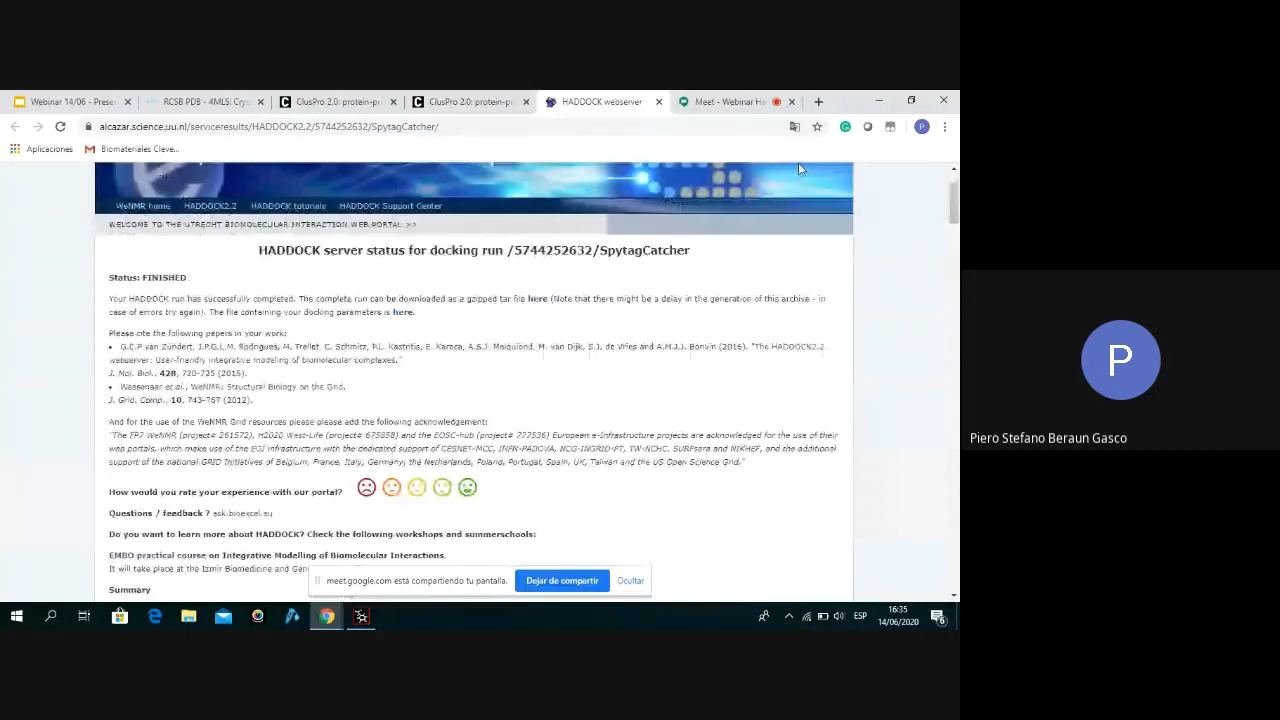 Webinar 14/06 - Prese
RCSB PDB - 4MLS: Crys
ClusPro 2.0: protein-pr
ClusPro 2.0: protein-pr
HADDOCK webserver
Meet - Webinar Ha
alcazar.science.uu.nl/serviceresults/HADDOCK2.2/5744252632/SpytagCatcher/
Aplicaciones
Biomateriales Cleve...
WeNMR home HADDOCK2.2 HADDOCK tutorials HADDOCK Support Center
WELCOME TO THE UTRECHT BIOMOLECULAR INTERACTION WEB PORTAL >>
HADDOCK server status for docking run /5744252632/SpytagCatcher
Status: FINISHED
Your HADDOCK run has successfully completed. The complete run can be downloaded as a gzipped tar file here (Note that there might be a delay in the generation of this archive - in
case of errors try again). The file containing your docking parameters is here.
Please cite the following papers in your work:
• G.C.P van Zundert, J.P.G.L.M. Rodrigues, M. Trellet, C. Schmitz, P.L. Kastritis, E. Karaca, A.S.J. Melquiond, M. van Dijk, S.J. de Vries and A.M.J.J. Bonvin (2016). "The HADDOCK2.2
webserver: User-friendly integrative modeling of biomolecular complexes."
J. Mol. Biol., 428, 720-725 (2015).
• Wassenaar et al., WeNMR: Structural Biology on the Grid.
J. Grid. Comp., 10, 743-767 (2012).
And for the use of the WeNMR Grid resources please please add the following acknowledgement:
"The FP7 WeNMR (project# 261572), H2020 West-Life (project# 675858) and the EOSC-hub (project# 777536) European e-Infrastructure projects are acknowledged for the use of their
web portals, which make use of the EGI infrastructure with the dedicated support of CESNET-MCC, INFN-PADOVA, NCG-INGRID-PT, TW-NCHC, SURFsara and NIKHEF, and the additional
support of the national GRID Initiatives of Belgium, France, Italy, Germany, the Netherlands, Poland, Portugal, Spain, UK, Taiwan and the US Open Science Grid."
How would you rate your experience with our portal?
Questions / feedback ? ask.bioexcel.eu
Do you want to learn more about HADDOCK? Check the following workshops and summerschools:
EMBO practical course on Integrative Modelling of Biomolecular Interactions.
It will take place at the Izmir Biomedicine and Gen
Summary
meet.google.com está compartiendo tu pantalla.
Dejar de compartir
Ocultar
ESP
16:35
14/06/2020
6
P
P
Piero Stefano Beraun Gasco